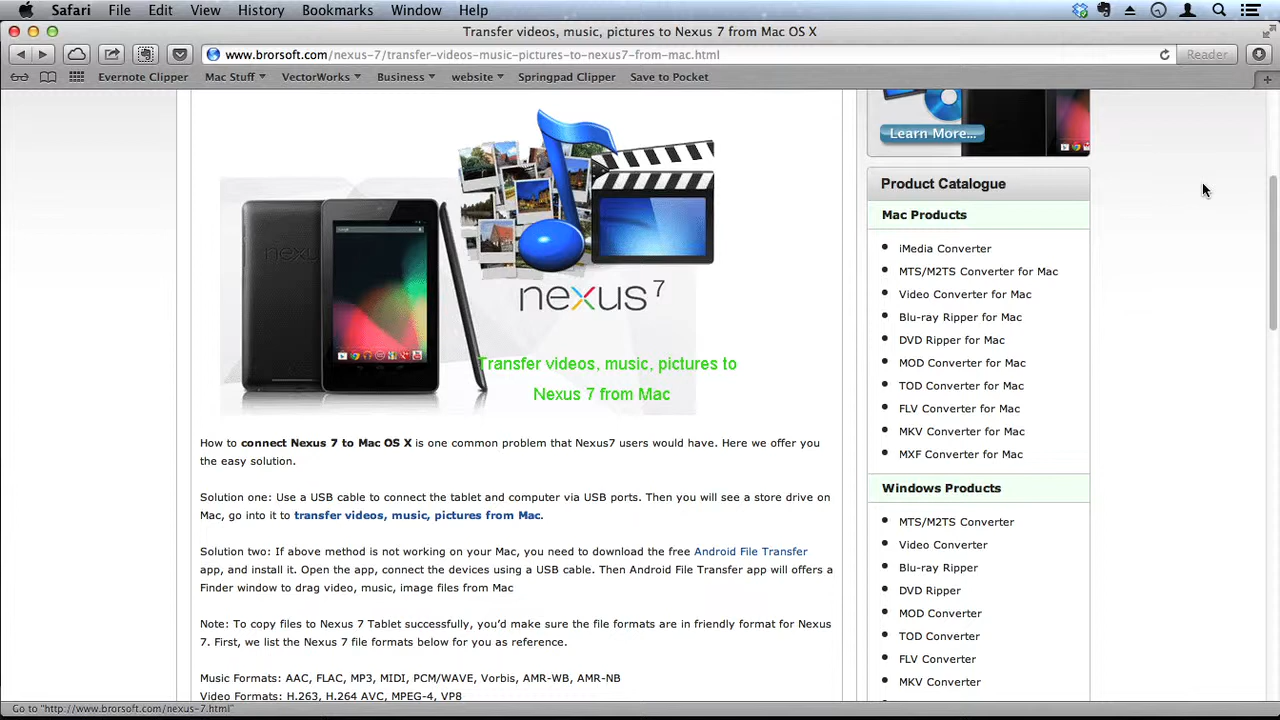 Safari File Edit View History Bookmarks Window Help
Transfer videos, music, pictures to Nexus 7 from Mac OS X
www.brorsoft.com/nexus-7/transfer-videos-music-pictures-to-nexus7-from-mac.html
Reader
Evernote Clipper Mac Stuff VectorWorks Business website Springpad Clipper Save to Pocket
nexus 7
Transfer videos, music, pictures to
Nexus 7 from Mac
How to connect Nexus 7 to Mac OS X is one common problem that Nexus7 users would have. Here we offer you
the easy solution.
Solution one: Use a USB cable to connect the tablet and computer via USB ports. Then you will see a store drive on
Mac, go into it to transfer videos, music, pictures from Mac.
Solution two: If above method is not working on your Mac, you need to download the free Android File Transfer
app, and install it. Open the app, connect the devices using a USB cable. Then Android File Transfer app will offers a
Finder window to drag video, music, image files from Mac
Note: To copy files to Nexus 7 Tablet successfully, you'd make sure the file formats are in friendly format for Nexus
7. First, we list the Nexus 7 file formats below for you as reference.
Music Formats: AAC, FLAC, MP3, MIDI, PCM/WAVE, Vorbis, AMR-WB, AMR-NB
Video Formats: H.263, H.264 AVC, MPEG-4, VP8
Learn More...
Product Catalogue
Mac Products
iMedia Converter
MTS/M2TS Converter for Mac
Video Converter for Mac
Blu-ray Ripper for Mac
DVD Ripper for Mac
MOD Converter for Mac
TOD Converter for Mac
FLV Converter for Mac
MKV Converter for Mac
MXF Converter for Mac
Windows Products
MTS/M2TS Converter
Video Converter
Blu-ray Ripper
DVD Ripper
MOD Converter
TOD Converter
FLV Converter
MKV Converter
Go to "http://www.brorsoft.com/nexus-7.html"